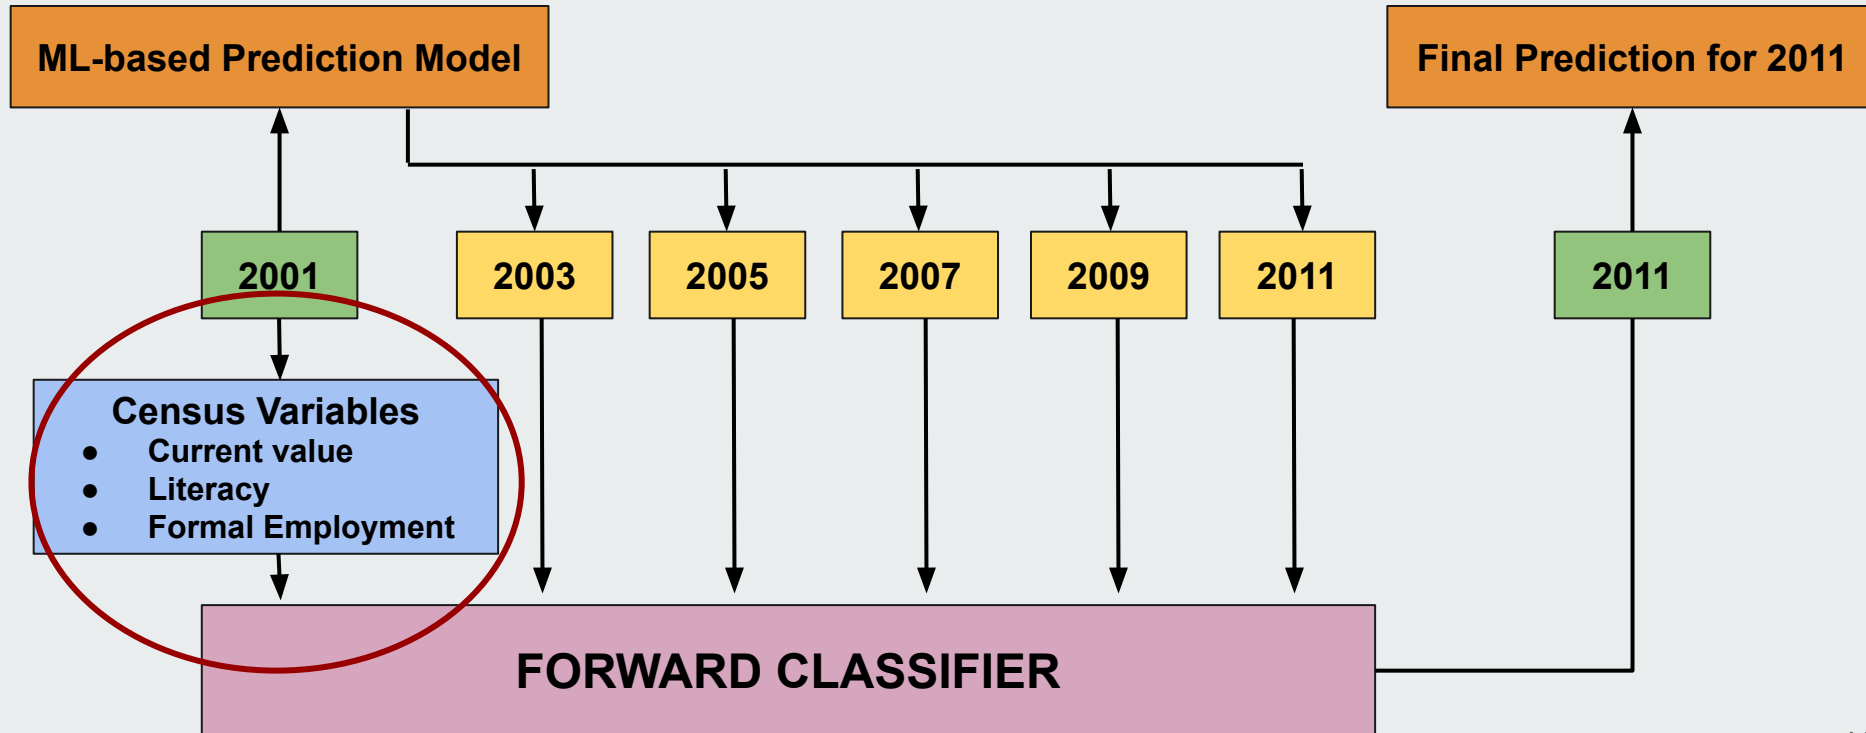 ML-based Prediction Model
Final Prediction for 2011
2001
2003
2005
2007
2009
2011
2011
Census Variables
● Current value
● Literacy
● Formal Employment
FORWARD CLASSIFIER